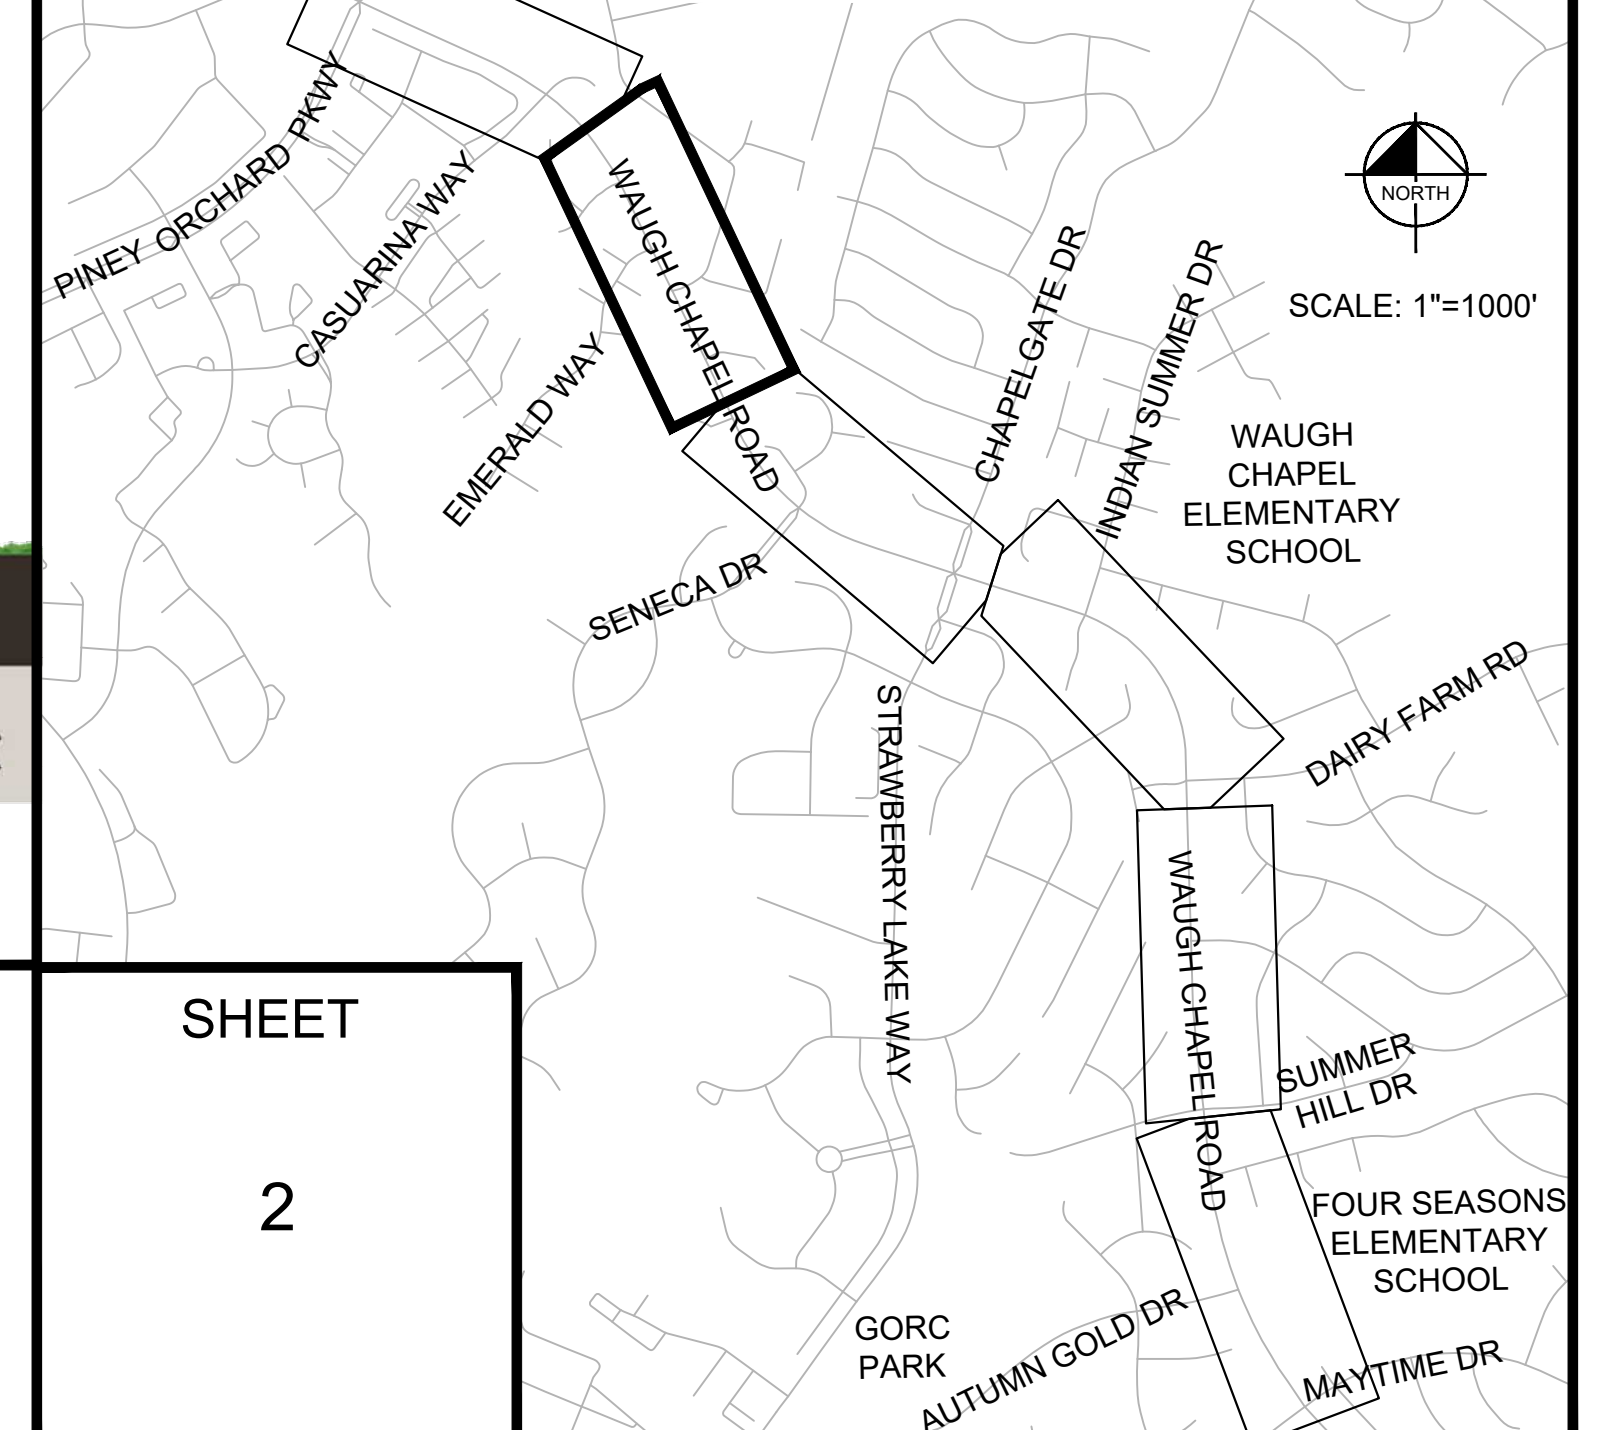 PINEY ORCHARD PKWY
CASUARINA WAY
WAUGH CHAPEL ROAD
EMERALD WAY
SENECA DR
CHAPELGATE DR
INDIAN SUMMER DR
NORTH
SCALE: 1"=1000'
WAUGH
CHAPEL
ELEMENTARY
SCHOOL
DAIRY FARM RD
STRAWBERRY LAKE WAY
WAUGH CHAPEL ROAD
SUMMER
HILL DR
FOUR SEASONS
ELEMENTARY
SCHOOL
GORC
PARK
AUTUMN GOLD DR
MAYTIME DR
SHEET
2